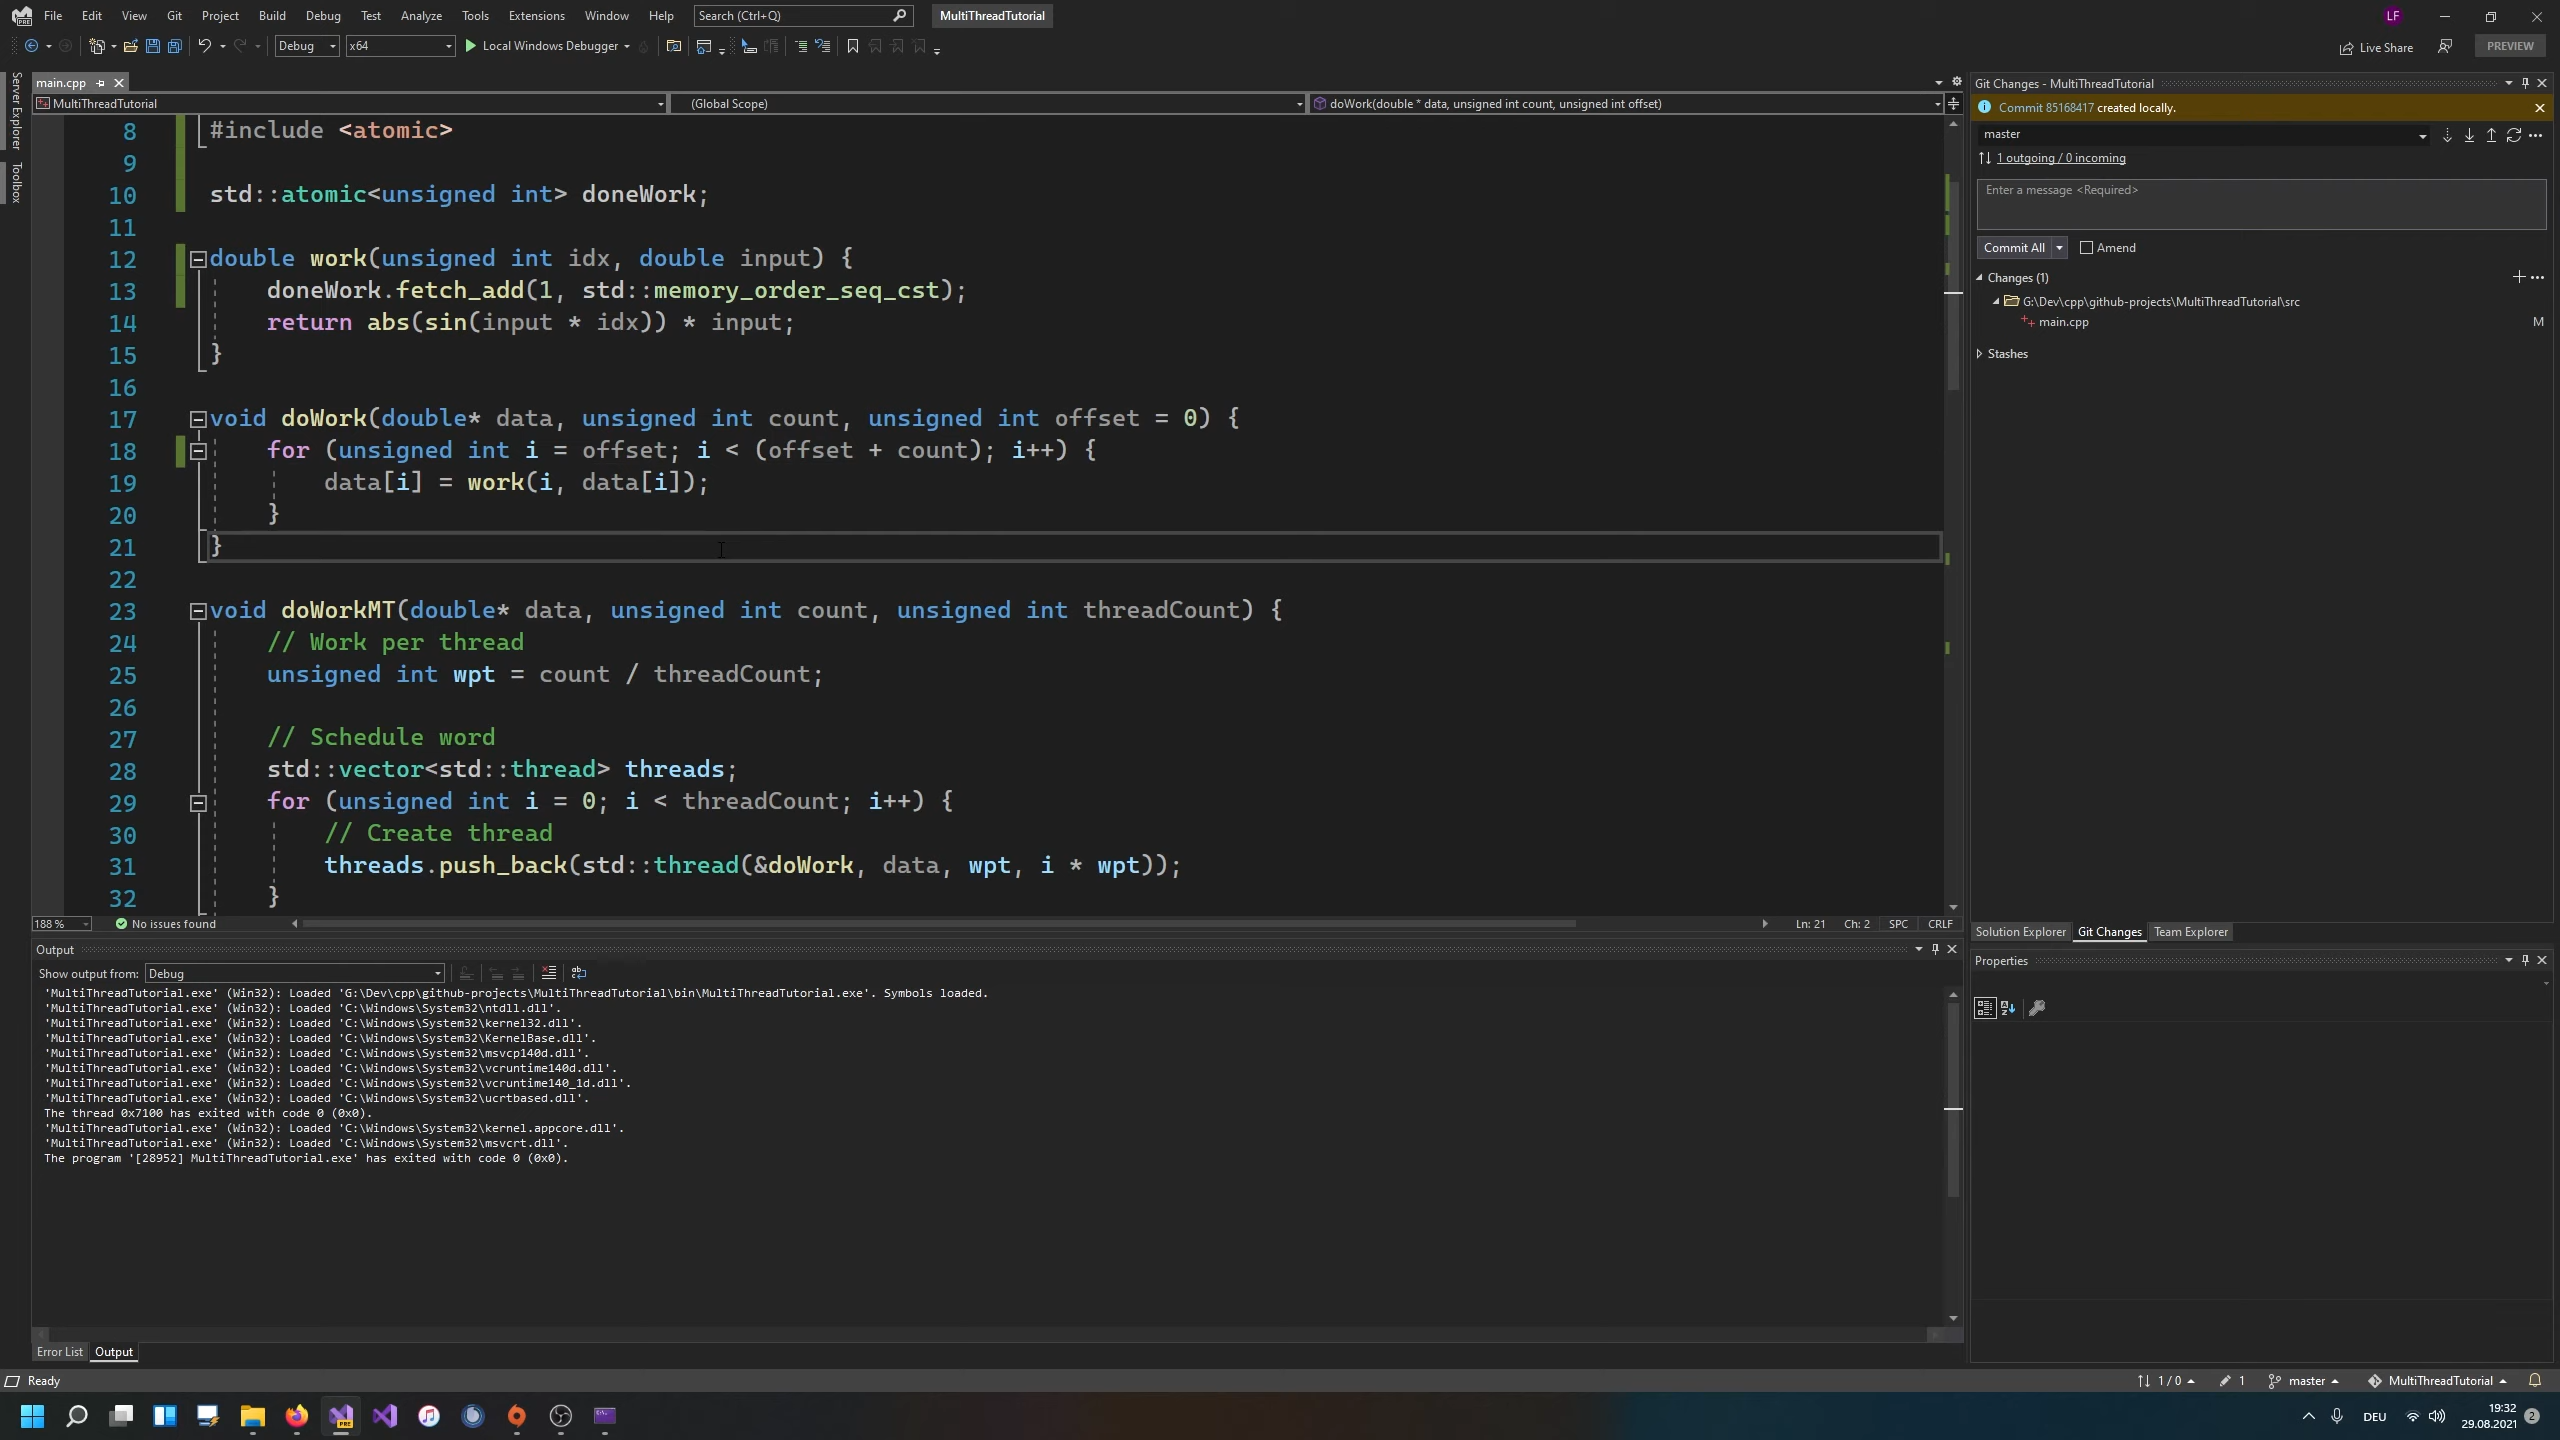 File Edit View Git Project Build Debug Test Analyze Tools Extensions Window Help Search (Ctrl+Q) MultiThreadTutorial LF
Debug x64 Local Windows Debugger Live Share PREVIEW
Server Explorer
Toolbox
main.cpp
MultiThreadTutorial (Global Scope) doWork(double * data, unsigned int count, unsigned int offset)
8 #include <atomic>
9
10 std::atomic<unsigned int> doneWork;
11
12 double work(unsigned int idx, double input) {
13 doneWork.fetch_add(1, std::memory_order_seq_cst);
14 return abs(sin(input * idx)) * input;
15 }
16
17 void doWork(double* data, unsigned int count, unsigned int offset = 0) {
18 for (unsigned int i = offset; i < (offset + count); i++) {
19 data[i] = work(i, data[i]);
20 }
21 }
22
23 void doWorkMT(double* data, unsigned int count, unsigned int threadCount) {
24 // Work per thread
25 unsigned int wpt = count / threadCount;
26
27 // Schedule word
28 std::vector<std::thread> threads;
29 for (unsigned int i = 0; i < threadCount; i++) {
30 // Create thread
31 threads.push_back(std::thread(&doWork, data, wpt, i * wpt));
32 }
188 % No issues found Ln: 21 Ch: 2 SPC CRLF
Output
Show output from: Debug
'MultiThreadTutorial.exe' (Win32): Loaded 'G:\Dev\cpp\github-projects\MultiThreadTutorial\bin\MultiThreadTutorial.exe'. Symbols loaded.
'MultiThreadTutorial.exe' (Win32): Loaded 'C:\Windows\System32\ntdll.dll'.
'MultiThreadTutorial.exe' (Win32): Loaded 'C:\Windows\System32\kernel32.dll'.
'MultiThreadTutorial.exe' (Win32): Loaded 'C:\Windows\System32\KernelBase.dll'.
'MultiThreadTutorial.exe' (Win32): Loaded 'C:\Windows\System32\msvcp140d.dll'.
'MultiThreadTutorial.exe' (Win32): Loaded 'C:\Windows\System32\vcruntime140d.dll'.
'MultiThreadTutorial.exe' (Win32): Loaded 'C:\Windows\System32\vcruntime140_1d.dll'.
'MultiThreadTutorial.exe' (Win32): Loaded 'C:\Windows\System32\ucrtbased.dll'.
The thread 0x7100 has exited with code 0 (0x0).
'MultiThreadTutorial.exe' (Win32): Loaded 'C:\Windows\System32\kernel.appcore.dll'.
'MultiThreadTutorial.exe' (Win32): Loaded 'C:\Windows\System32\msvcrt.dll'.
The program '[28952] MultiThreadTutorial.exe' has exited with code 0 (0x0).
Error List Output
Git Changes - MultiThreadTutorial
Commit 85168417 created locally.
master
1 outgoing / 0 incoming
Enter a message <Required>
Commit All Amend
Changes (1)
G:\Dev\cpp\github-projects\MultiThreadTutorial\src
main.cpp M
Stashes
Solution Explorer Git Changes Team Explorer
Properties
Ready 1 / 0 1 master MultiThreadTutorial
DEU 19:32
29.08.2021 2